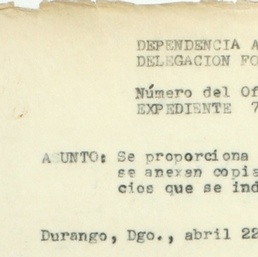 DEPENDENCIA A
DELEGACION FO
Número del Of
EXPEDIENTE 7
ASUNTO: Se proporciona
se anexan copia
cios que se ind
Durango, Dgo., abril 22